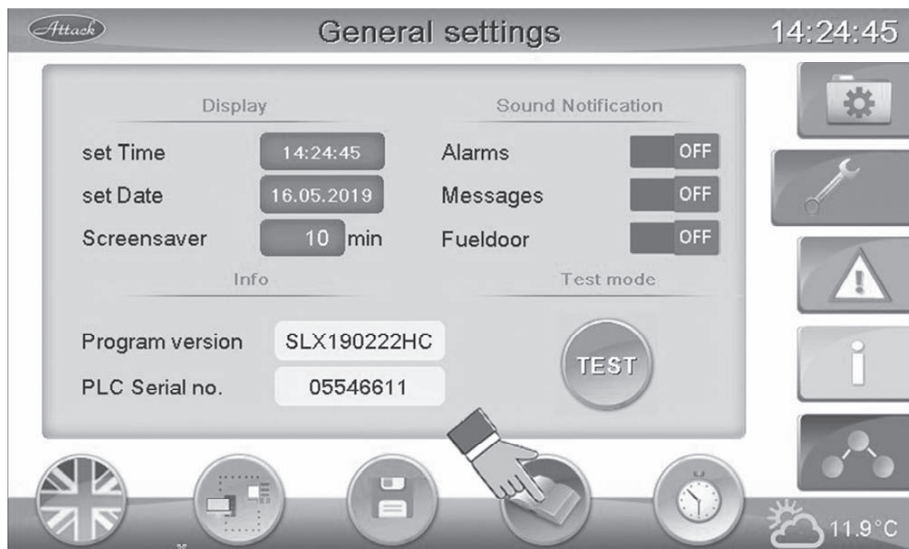 Attack
General settings
14:24:45
Display
set Time
14:24:45
set Date
16.05.2019
Screensaver
10 min
Sound Notification
Alarms
OFF
Messages
OFF
Fueldoor
OFF
Info
Program version
SLX190222HC
PLC Serial no.
05546611
Test mode
TEST
11.9°C